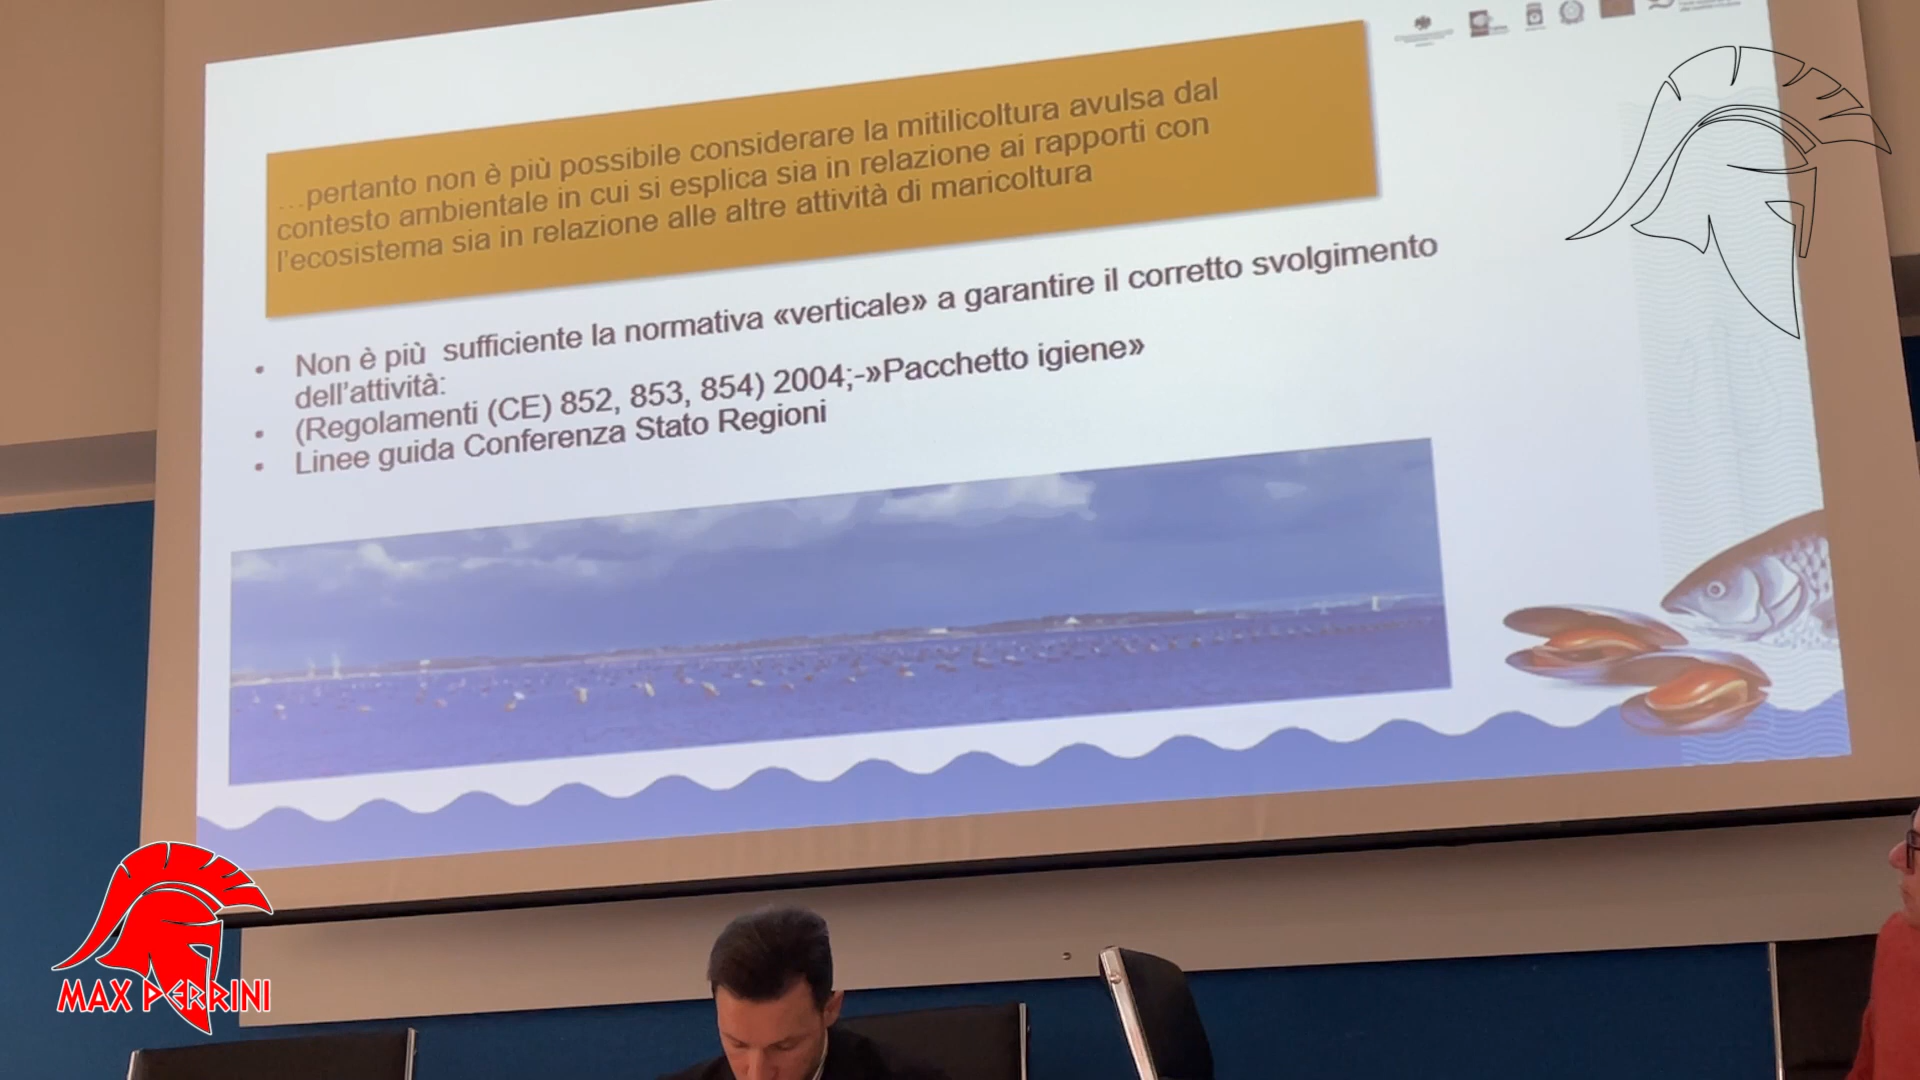 ...pertanto non è più possibile considerare la mitilicoltura avulsa dal
contesto ambientale in cui si esplica sia in relazione ai rapporti con
l'ecosistema sia in relazione alle altre attività di maricoltura
• Non è più sufficiente la normativa «verticale» a garantire il corretto svolgimento
dell'attività:
• (Regolamenti (CE) 852, 853, 854) 2004;-»Pacchetto igiene»
• Linee guida Conferenza Stato Regioni
MAX PERRINI